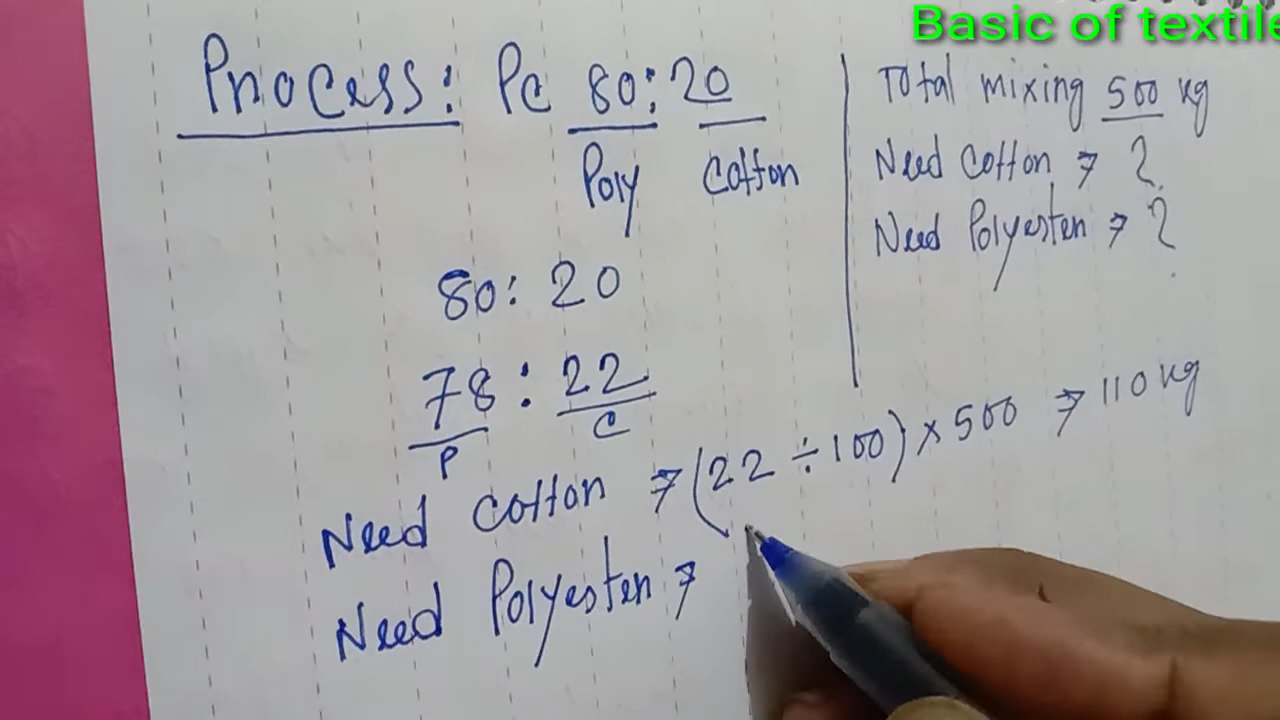 Basic of textile
Process: Pc 80:20
Poly Cotton
80:20
78:22
P C
Need Cotton ⇒ (22 ÷ 100) × 500 ⇒ 110 kg
Need Polyester ⇒
Total mixing 500 kg
Need Cotton ⇒ ?
Need Polyester ⇒ ?